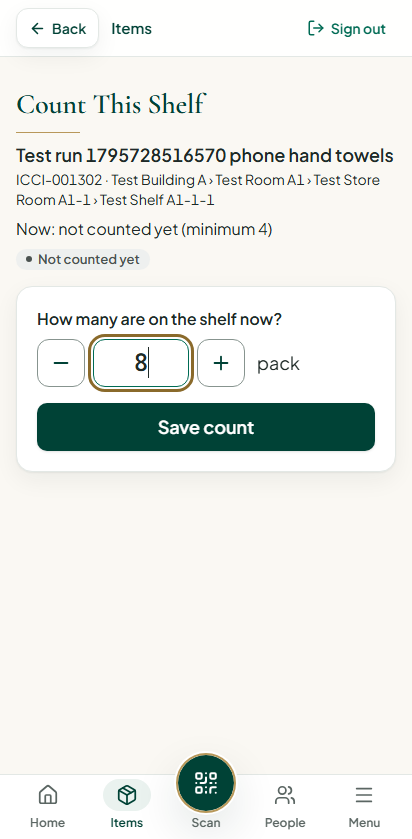 Back
Items
Sign out
Count This Shelf
Test run 1795728516570 phone hand towels
ICCI-001302 · Test Building A › Test Room A1 › Test Store
Room A1-1 › Test Shelf A1-1-1
Now: not counted yet (minimum 4)
Not counted yet
How many are on the shelf now?
8
pack
Save count
Home
Items
Scan
People
Menu